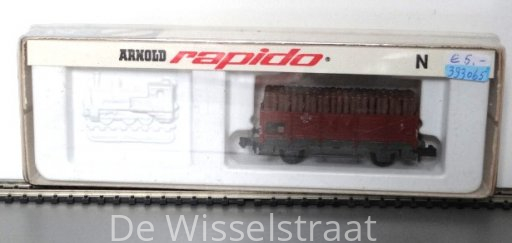 ARNOLD rapido® N
€ 5,-
393065
De Wisselstraat